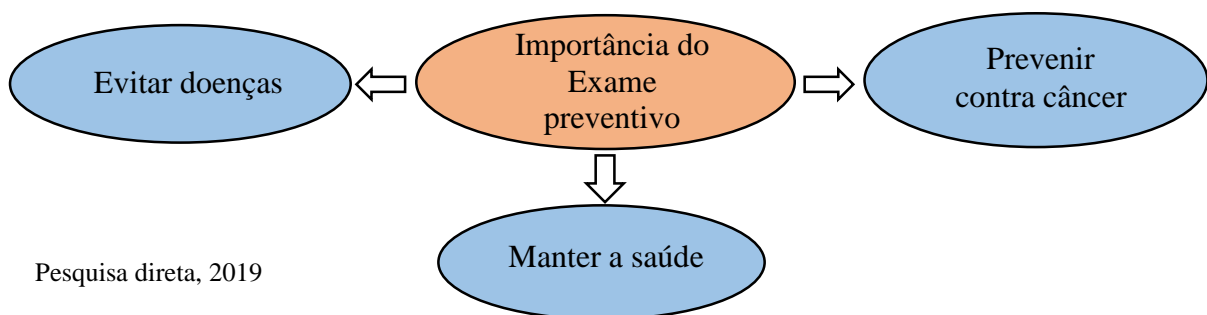 Importância do
Exame
preventivo
Evitar doenças
Prevenir
contra câncer
Manter a saúde
Pesquisa direta, 2019